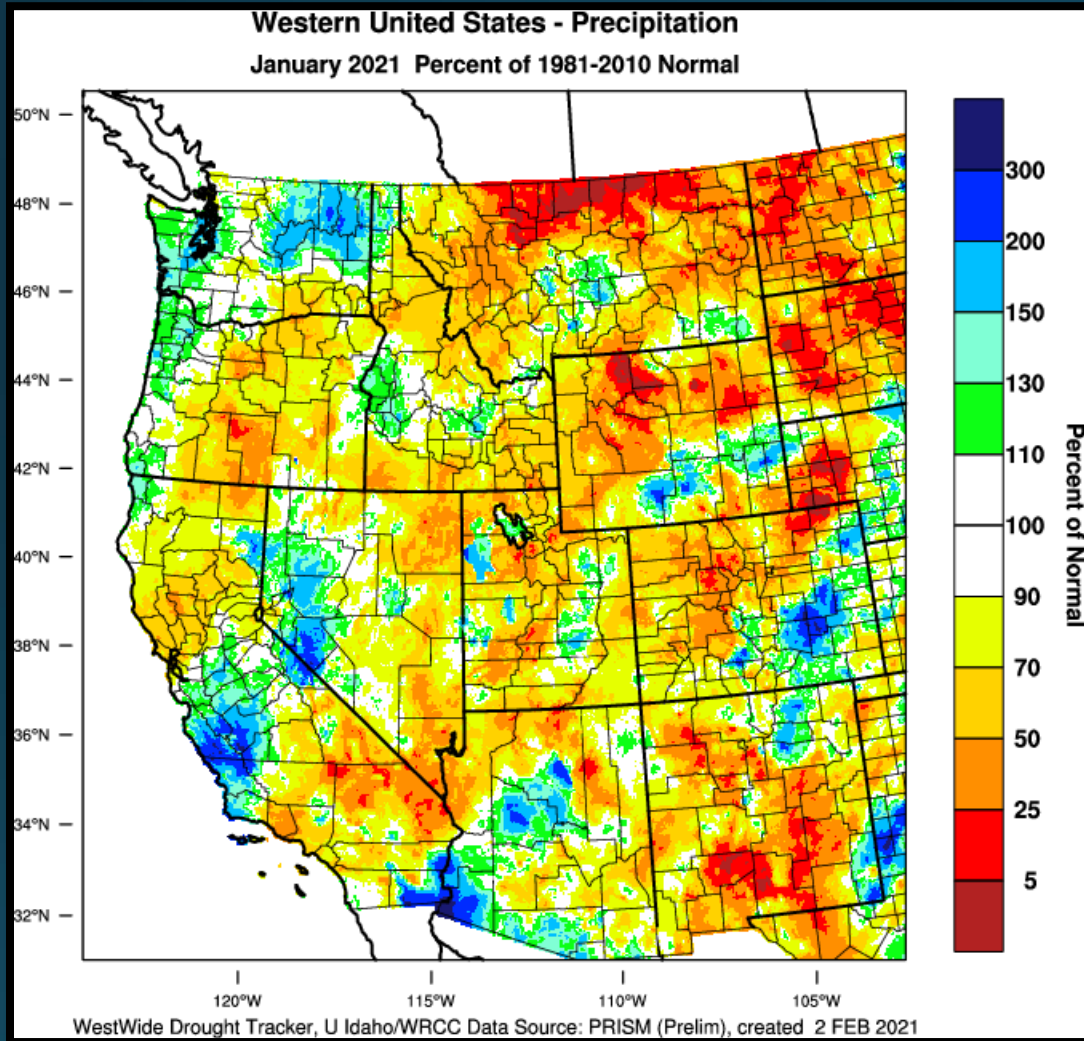 Western United States - Precipitation
January 2021 Percent of 1981-2010 Normal
50°N
48°N
46°N
44°N
42°N
40°N
38°N
36°N
34°N
32°N
120°W
115°W
110°W
105°W
300
200
150
130
110
100
90
70
50
25
5
Percent of Normal
WestWide Drought Tracker, U Idaho/WRCC Data Source: PRISM (Prelim), created 2 FEB 2021